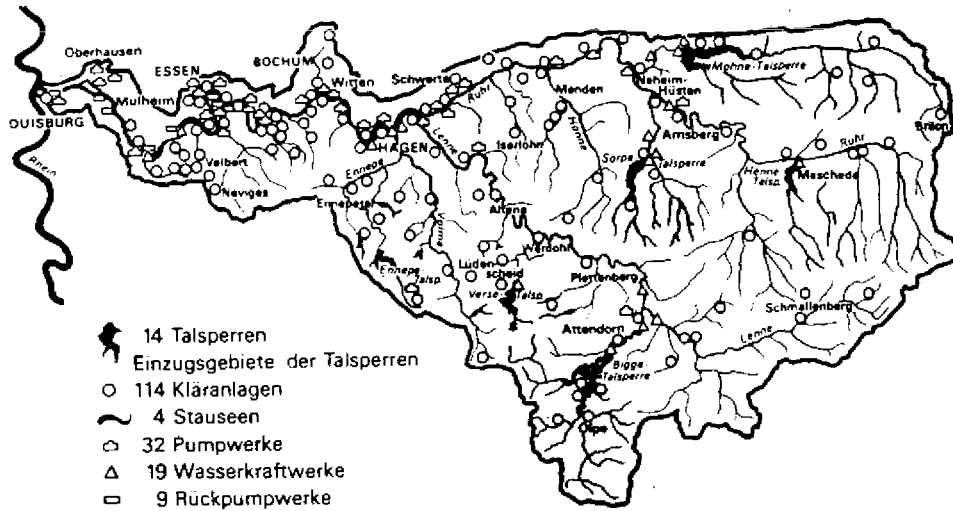 Oberhausen
ESSEN
BOCHUM
Witten
Schwerte
Möhne-Talsperre
Neheim-
Hüsten
Mülheim
Ruhr
Menden
DUISBURG
HAGEN
Lenne
Iserlohn
Hönne
Arnsberg
Brilon
Rhein
Velbert
Ennepe
Sorpe
Talsperre
Henne
Talsp.
Ruhr
Meschede
Neviges
Ennepetal
Altena
Volme
Werdohl
Ennepe-
Talsp.
Lüden-
scheid
Plettenberg
Verse-
Talsp.
Schmallenberg
Attendorn
Lenne
Bigge-
Talsperre
Olpe
14 Talsperren
Einzugsgebiete der Talsperren
114 Kläranlagen
4 Stauseen
32 Pumpwerke
19 Wasserkraftwerke
9 Rückpumpwerke